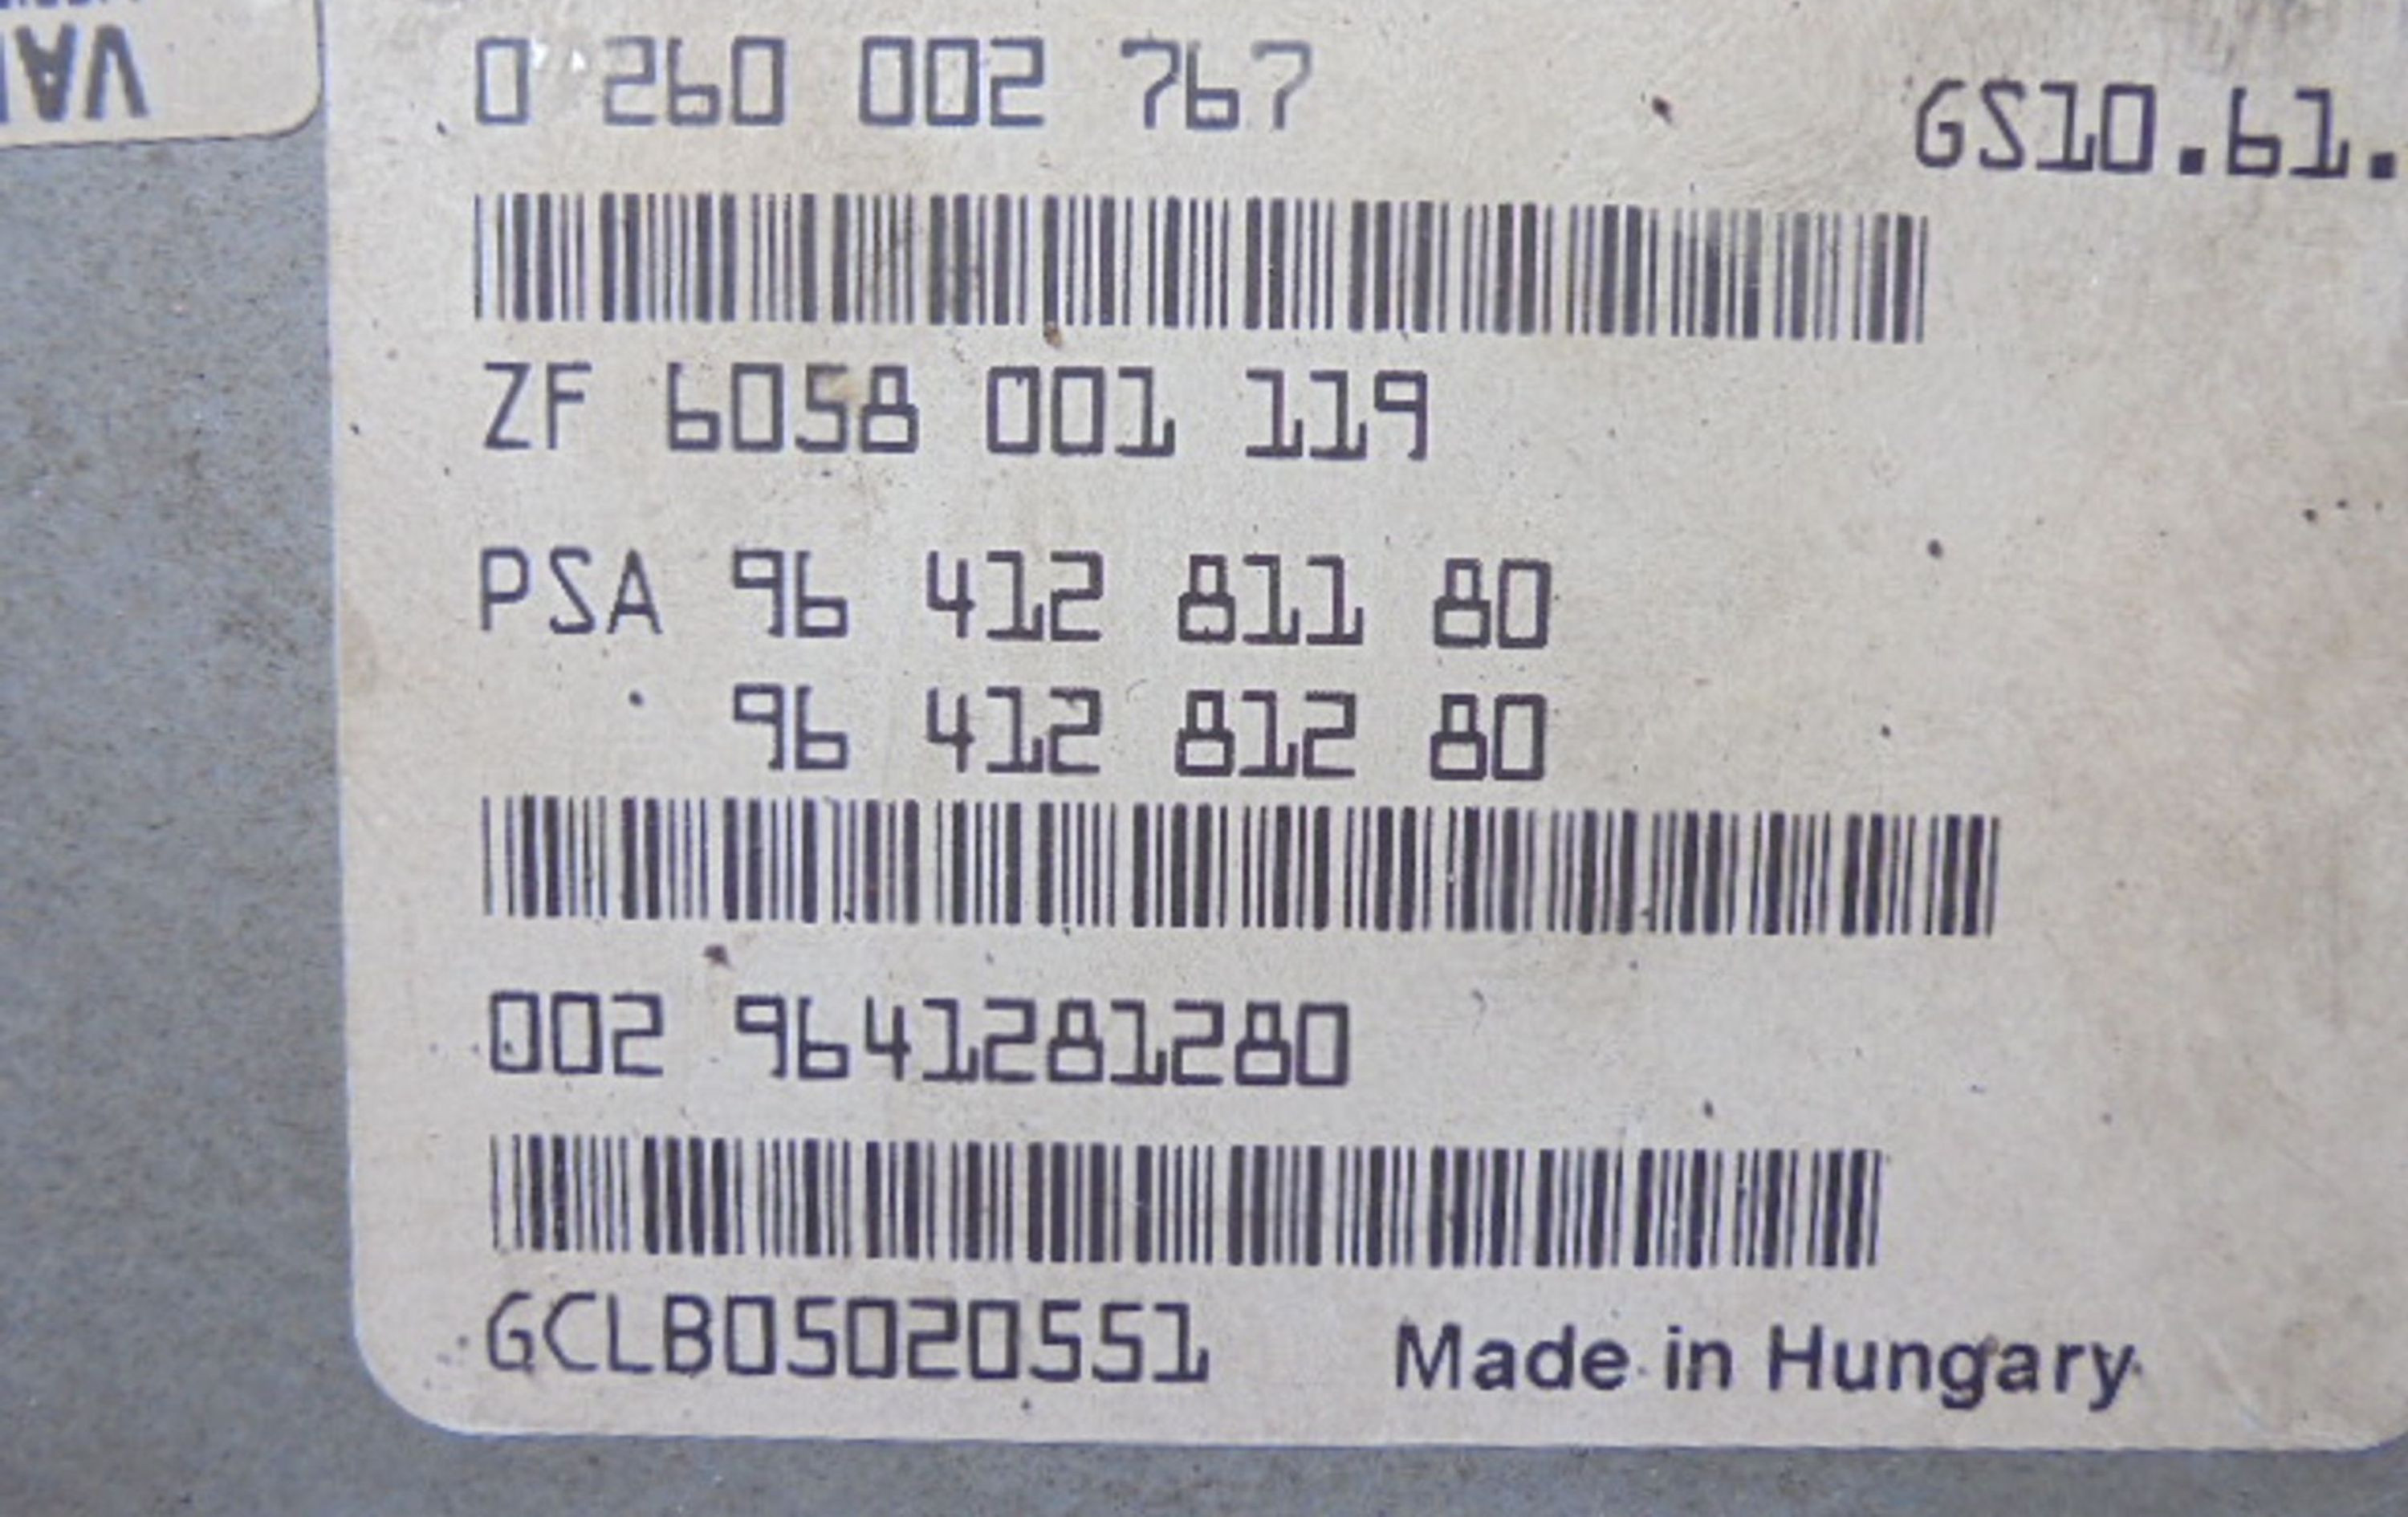 0 260 002 767
GS10.61.
ZF 6058 001 119
PSA 96 412 811 80
96 412 812 80
002 9641281280
GCLB05020551
Made in Hungary